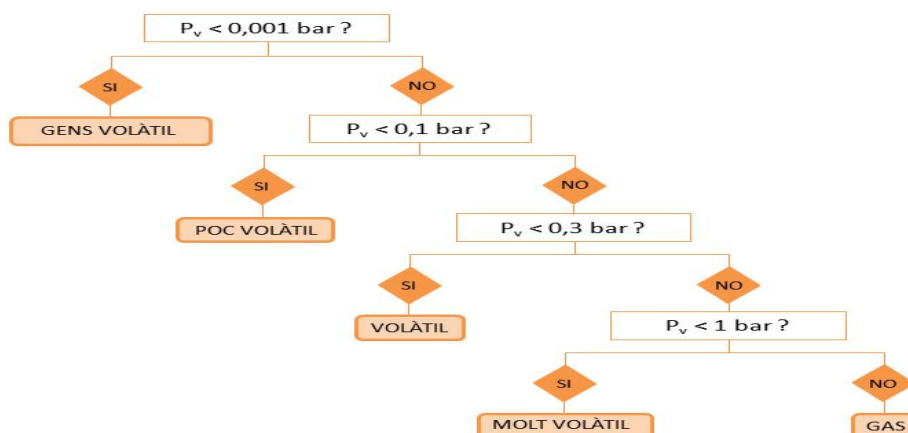 Pv < 0,001 bar ?
SI
NO
GENS VOLÀTIL
Pv < 0,1 bar ?
SI
NO
POC VOLÀTIL
Pv < 0,3 bar ?
SI
NO
VOLÀTIL
Pv < 1 bar ?
SI
NO
MOLT VOLÀTIL
GAS